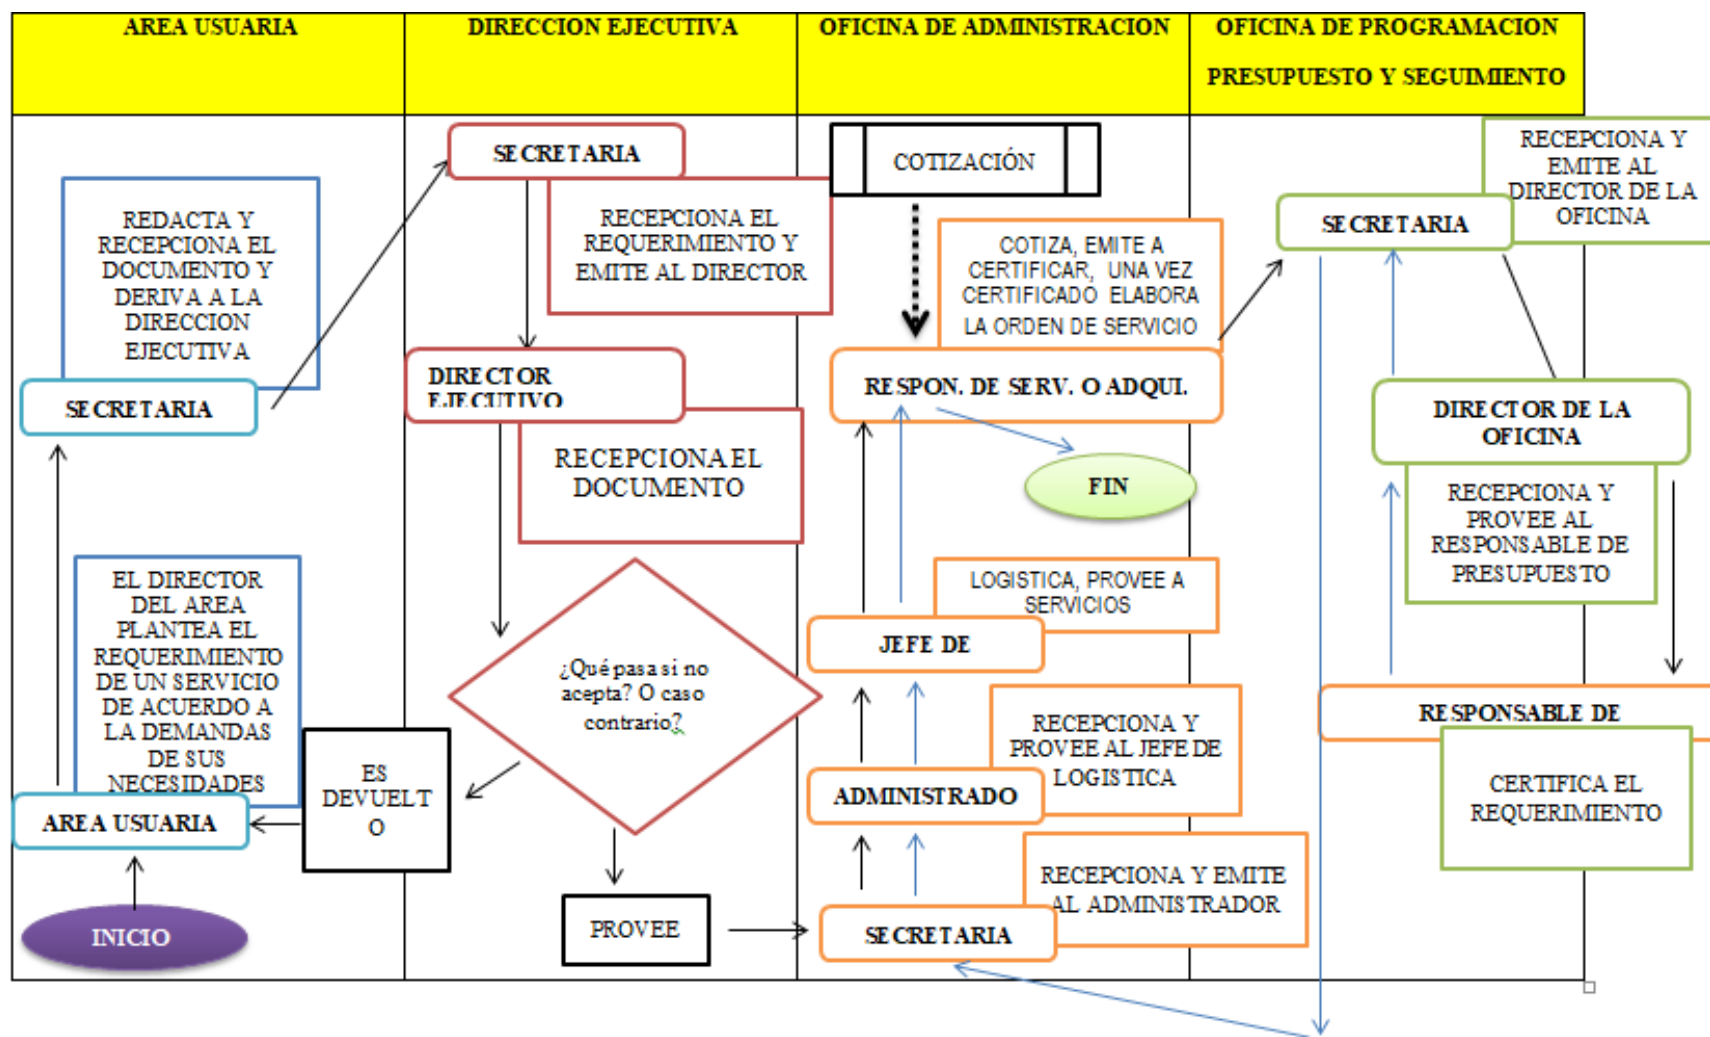 AREA USUARIA
DIRECCION EJECUTIVA
OFICINA DE ADMINISTRACION
OFICINA DE PROGRAMACION
PRESUPUESTO Y SEGUIMIENTO
REDACTA Y
RECEPCIONA EL
DOCUMENTO Y
DERIVA A LA
DIRECCION
EJECUTIVA
SECRETARIA
EL DIRECTOR
DEL AREA
PLANTEA EL
REQUERIMIENTO
DE UN SERVICIO
DE ACUERDO A
LA DEMANDAS
DE SUS
NECESIDADES
AREA USUARIA
INICIO
SECRETARIA
RECEPCIONA EL
REQUERIMIENTO Y
EMITE AL DIRECTOR
DIRECTOR
EJECUTIVO
RECEPCIONA EL
DOCUMENTO
¿Qué pasa si no
acepta? O caso
contrario?
ES
DEVUELT
O
PROVEE
COTIZACIÓN
COTIZA, EMITE A
CERTIFICAR, UNA VEZ
CERTIFICADO ELABORA
LA ORDEN DE SERVICIO
RESPON. DE SERV. O ADQUI.
FIN
LOGISTICA, PROVEE A
SERVICIOS
JEFE DE
RECEPCIONA Y
PROVEE AL JEFE DE
LOGISTICA
ADMINISTRADO
RECEPCIONA Y EMITE
AL ADMINISTRADOR
SECRETARIA
RECEPCIONA Y
EMITE AL
DIRECTOR DE LA
OFICINA
SECRETARIA
DIRECTOR DE LA
OFICINA
RECEPCIONA Y
PROVEE AL
RESPONSABLE DE
PRESUPUESTO
RESPONSABLE DE
CERTIFICA EL
REQUERIMIENTO